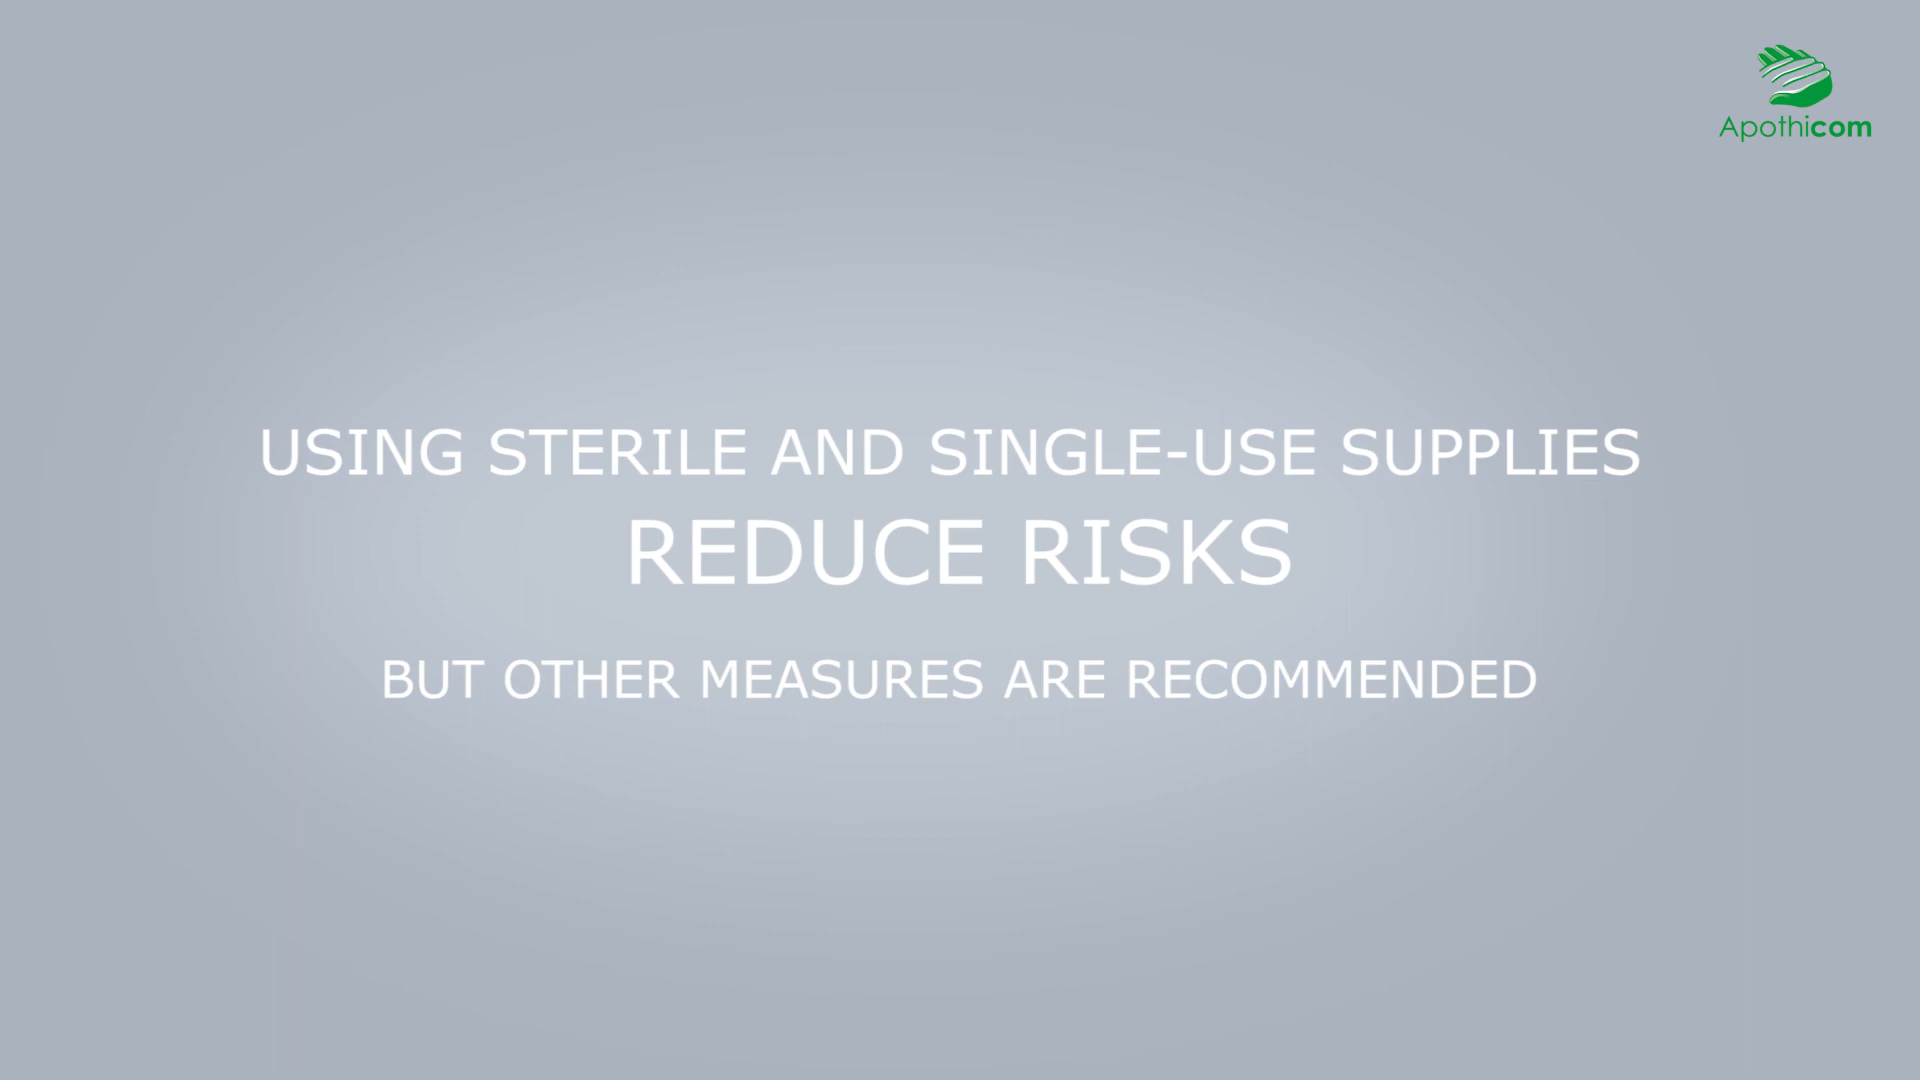 Apothicom
USING STERILE AND SINGLE-USE SUPPLIES
REDUCE RISKS
BUT OTHER MEASURES ARE RECOMMENDED